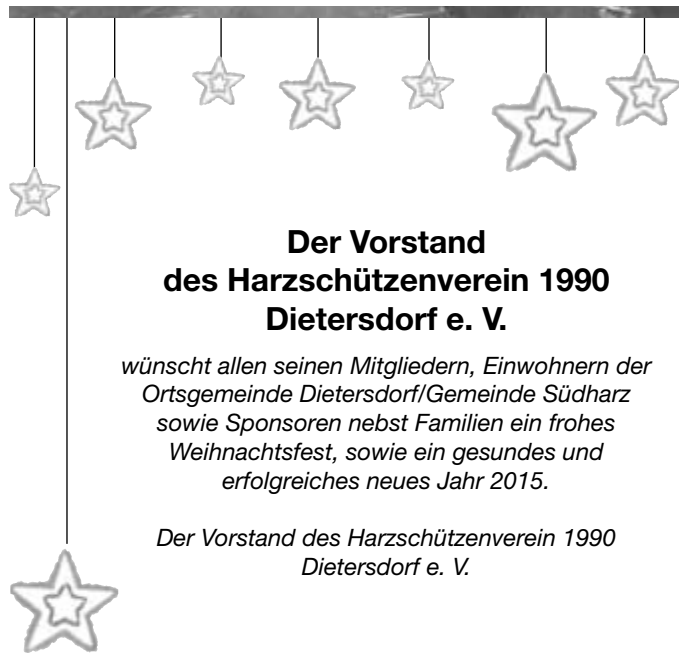 Der Vorstand
des Harzschützenverein 1990
Dietersdorf e. V.
wünscht allen seinen Mitgliedern, Einwohnern der
Ortsgemeinde Dietersdorf/Gemeinde Südharz
sowie Sponsoren nebst Familien ein frohes
Weihnachtsfest, sowie ein gesundes und
erfolgreiches neues Jahr 2015.
Der Vorstand des Harzschützenverein 1990
Dietersdorf e. V.